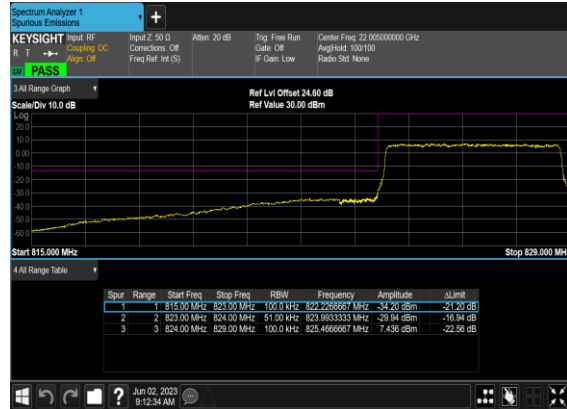 Spectrum Analyzer 1
Spurious Emissions
+
KEYSIGHT Input: RF Input Z: 50 Ω Atten: 20 dB Trig: Free Run Center Freq: 22.005000000 GHz
R T Coupling: DC Corrections: Off Gate: Off Avg|Hold: 100/100
Align: Off Freq Ref: Int (S) IF Gain: Low Radio Std: None
PASS
3 All Range Graph
Ref Lvl Offset 24.60 dB
Scale/Div 10.0 dB Ref Value 30.00 dBm
Log
20.0
10.0
0.00
-10.0
-20.0
-30.0
-40.0
-50.0
-60.0
Start 815.000 MHz Stop 829.000 MH
4 All Range Table
Spur Range Start Freq Stop Freq RBW Frequency Amplitude ΔLimit
1 1 815.00 MHz 823.00 MHz 100.0 kHz 822.2266667 MHz -34.20 dBm -21.20 dB
2 2 823.00 MHz 824.00 MHz 51.00 kHz 823.9933333 MHz -29.94 dBm -16.94 dB
3 3 824.00 MHz 829.00 MHz 100.0 kHz 825.4666667 MHz 7.436 dBm -22.56 dB
? Jun 02, 2023
9:12:34 AM